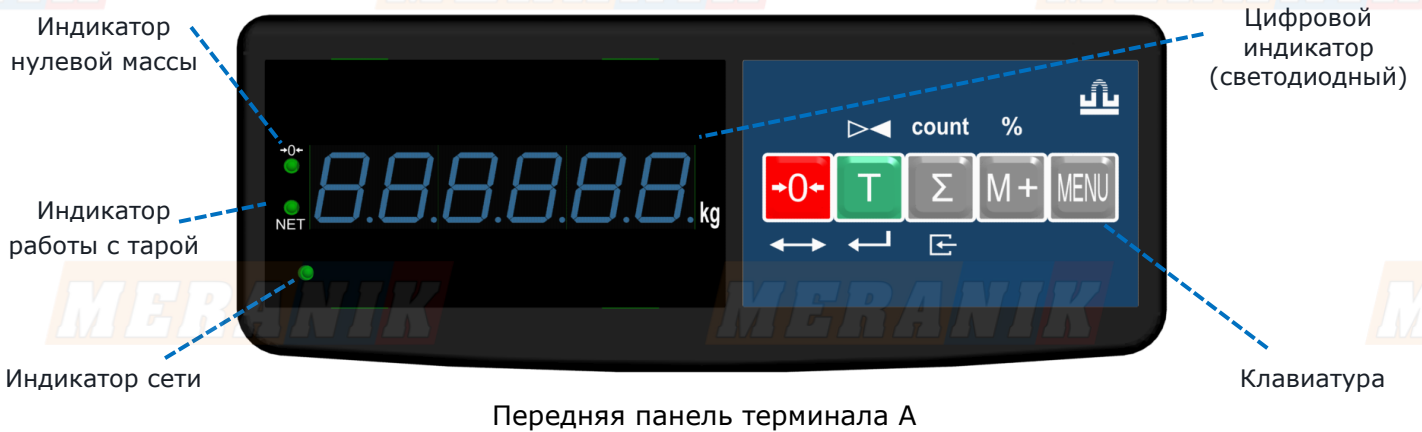 Индикатор
нулевой массы
Цифровой
индикатор
(светодиодный)
count %
→0←
888888.
NET
kg
→0← T Σ M+ MENU
Индикатор
работы с тарой
MERANIK MERANIK
Индикатор сети
Клавиатура
Передняя панель терминала А